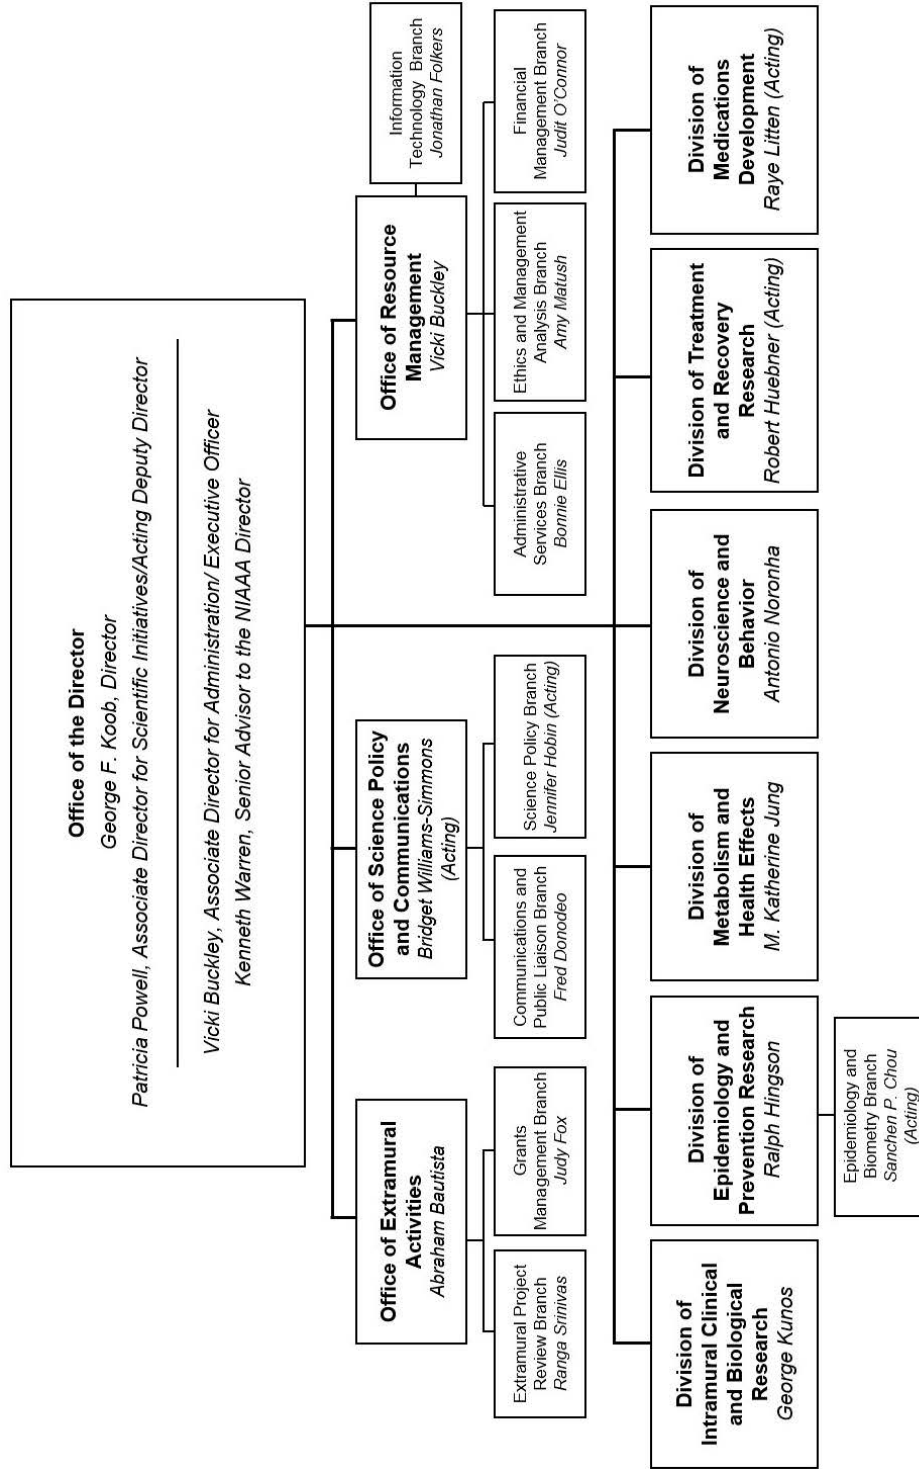 Office of the Director
George F. Koob, Director
Patricia Powell, Associate Director for Scientific Initiatives/Acting Deputy Director
Vicki Buckley, Associate Director for Administration/ Executive Officer
Kenneth Warren, Senior Advisor to the NIAAA Director
Office of Extramural
Activities
Abraham Bautista
Office of Science Policy
and Communications
Bridget Williams-Simmons
(Acting)
Office of Resource
Management
Vicki Buckley
Information
Technology Branch
Jonathan Folkers
Extramural Project
Review Branch
Ranga Srinivas
Grants
Management Branch
Judy Fox
Communications and
Public Liaison Branch
Fred Donodeo
Science Policy Branch
Jennifer Hobin (Acting)
Administrative
Services Branch
Bonnie Ellis
Ethics and Management
Analysis Branch
Amy Matush
Financial
Management Branch
Judit O'Connor
Division of
Intramural Clinical
and Biological
Research
George Kunos
Division of
Epidemiology and
Prevention Research
Ralph Hingson
Division of
Metabolism and
Health Effects
M. Katherine Jung
Division of
Neuroscience and
Behavior
Antonio Noronha
Division of Treatment
and Recovery
Research
Robert Huebner (Acting)
Division of
Medications
Development
Raye Litten (Acting)
Epidemiology and
Biometry Branch
Sanchen P. Chou
(Acting)